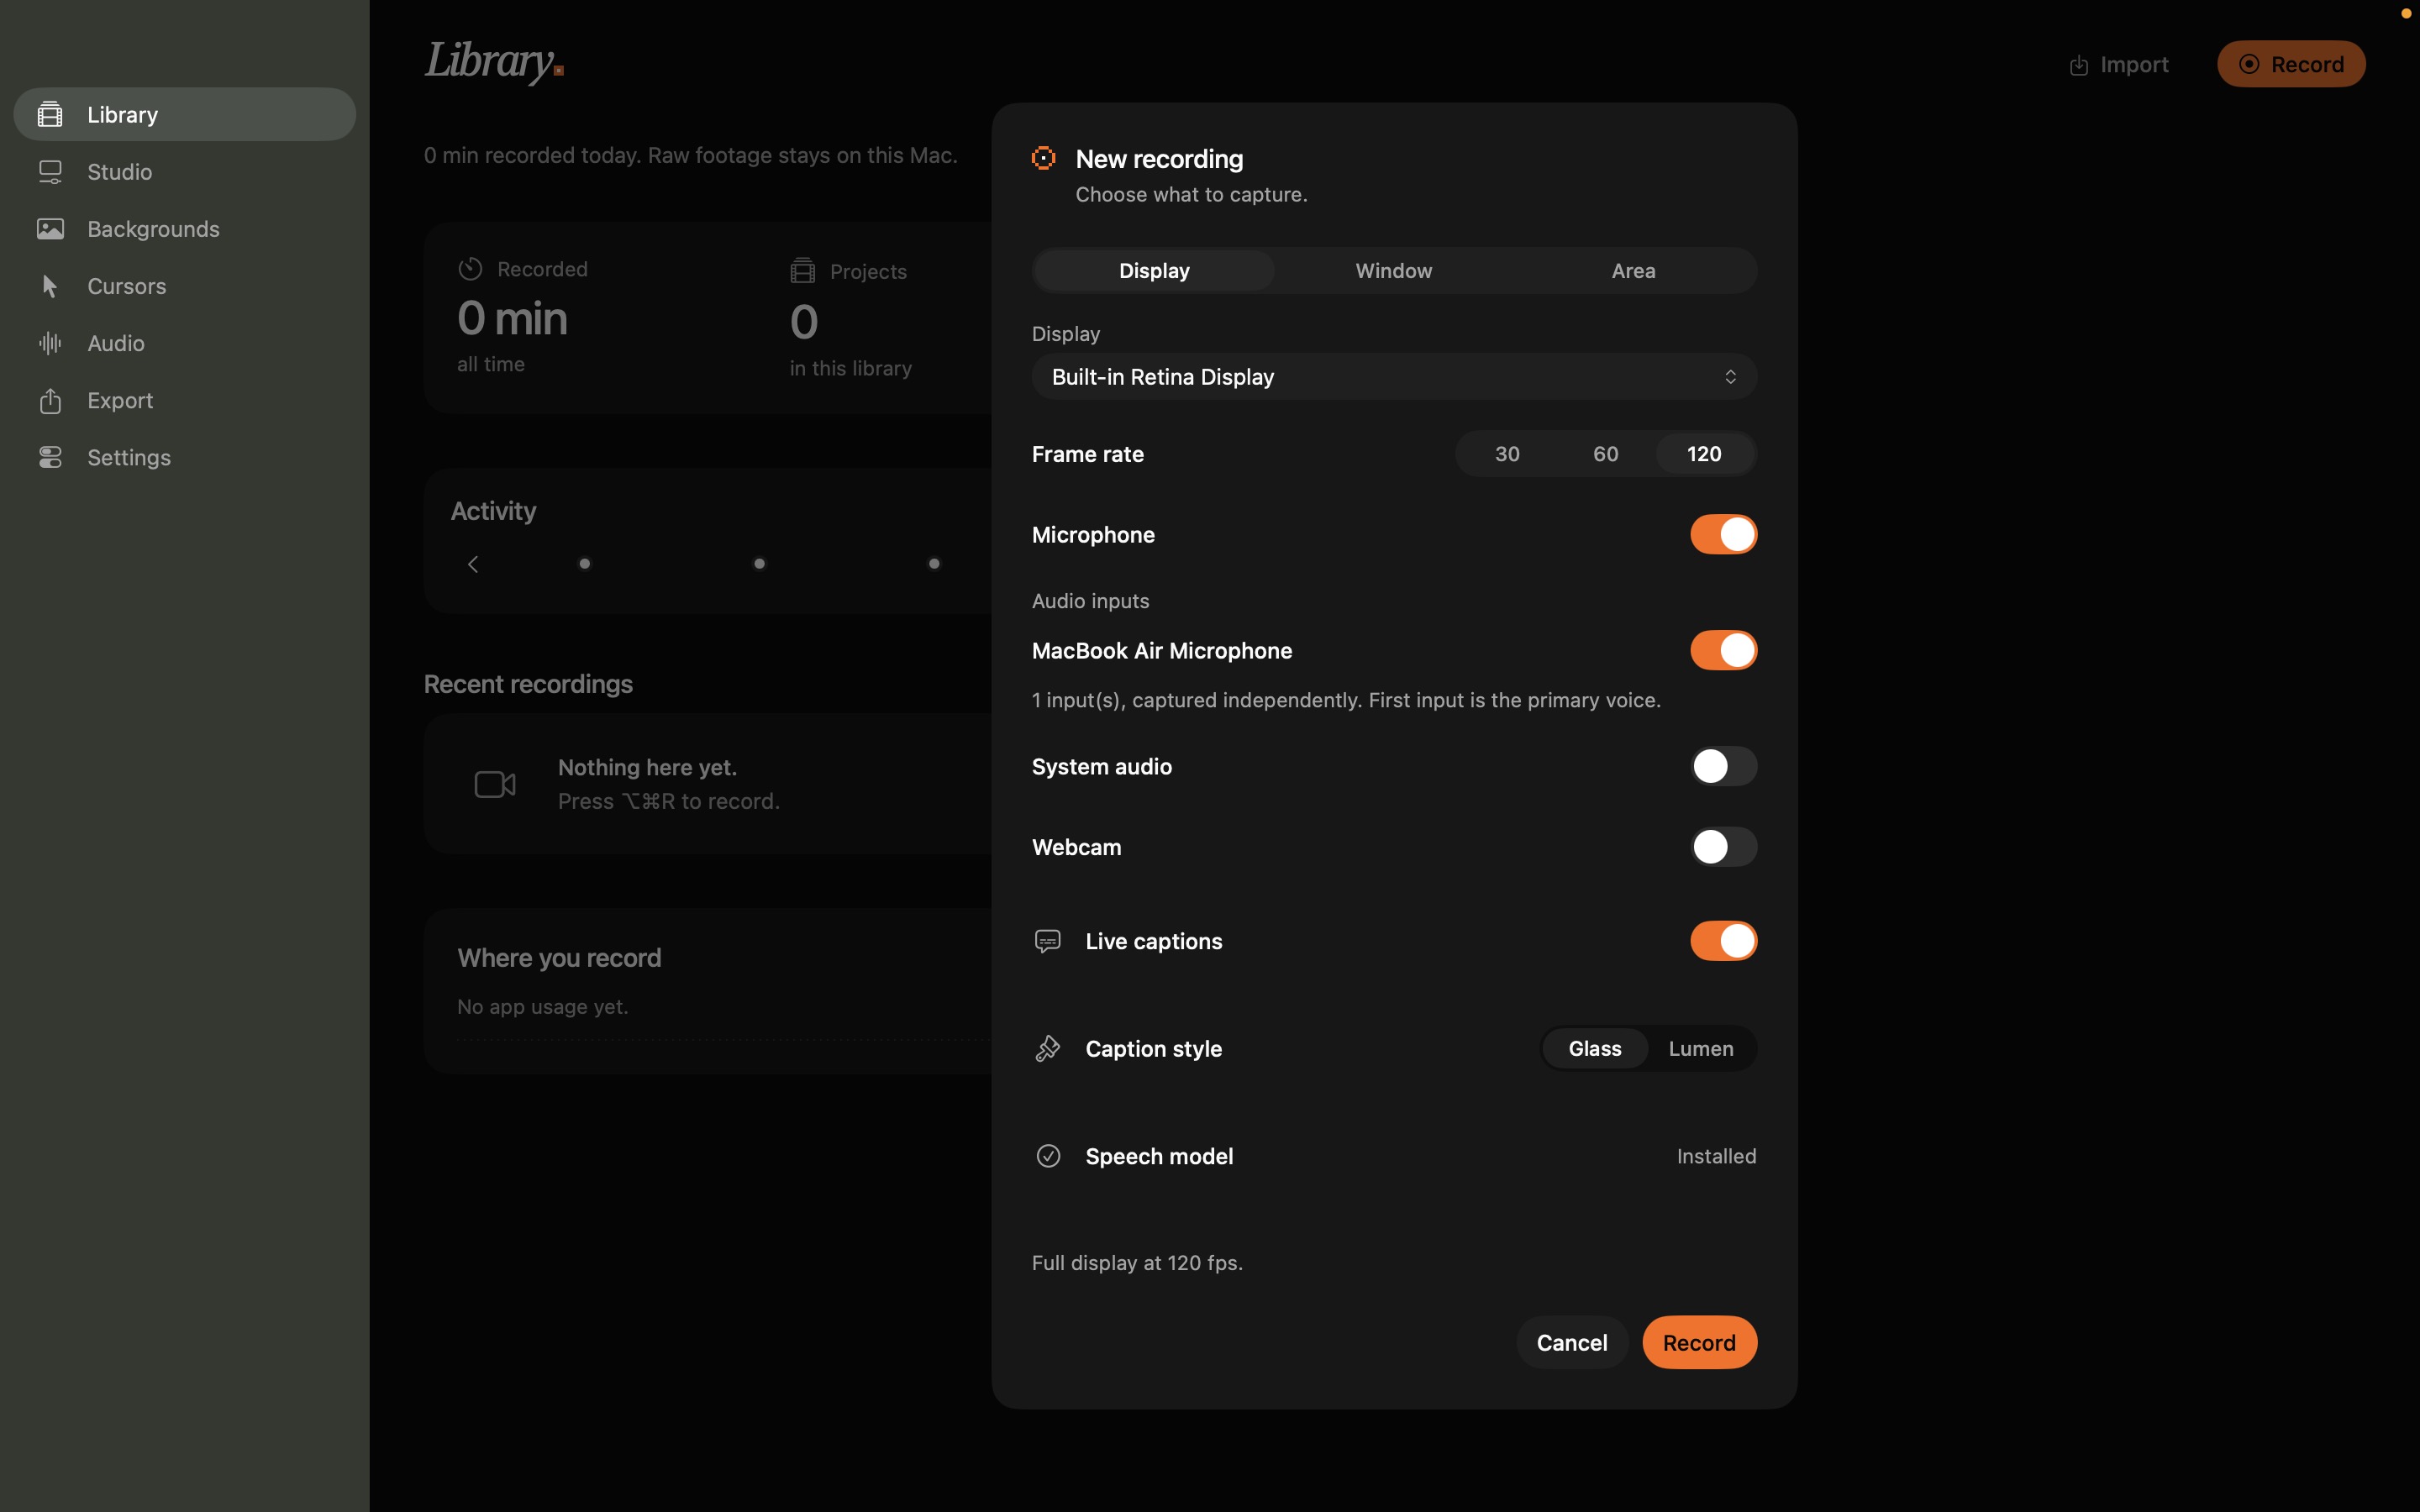 Library
Studio
Backgrounds
Cursors
Audio
Export
Settings
Library.
Import
Record
0 min recorded today. Raw footage stays on this Mac.
Recorded
0 min
all time
Projects
0
in this library
Activity
Recent recordings
Nothing here yet.
Press ⌥⌘R to record.
Where you record
No app usage yet.
New recording
Choose what to capture.
Display Window Area
Display
Built-in Retina Display
Frame rate 30 60 120
Microphone
Audio inputs
MacBook Air Microphone
1 input(s), captured independently. First input is the primary voice.
System audio
Webcam
Live captions
Caption style Glass Lumen
Speech model Installed
Full display at 120 fps.
Cancel Record